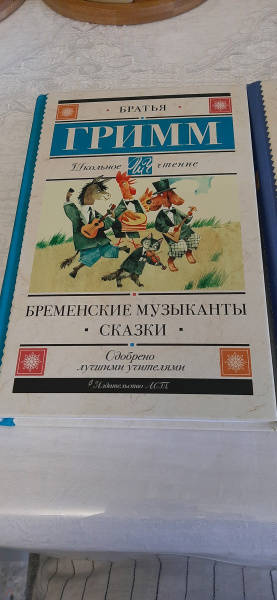 БРАТЬЯ
ГРИММ
Школьное чтение
БРЕМЕНСКИЕ МУЗЫКАНТЫ
• СКАЗКИ •
Одобрено
лучшими учителями
Издательство АСТ